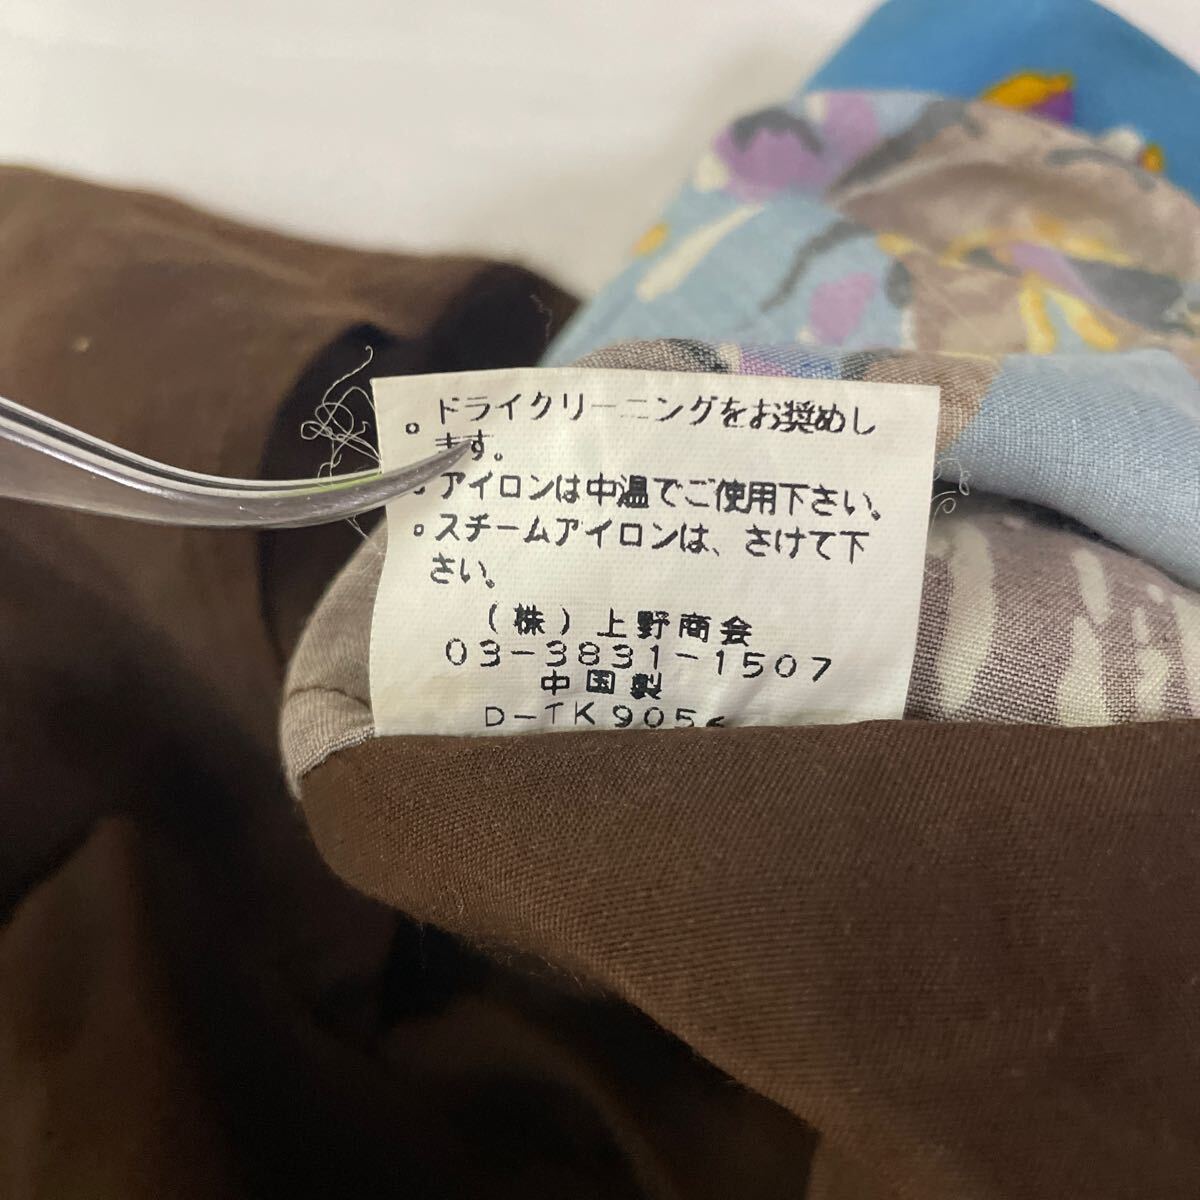 。ドライクリーニングをお奨めし
ます。
。アイロンは中温でご使用下さい。
。スチームアイロンは、さけて下
さい。
(株)上野商会
03-3831-1507
中国製
D-TK905